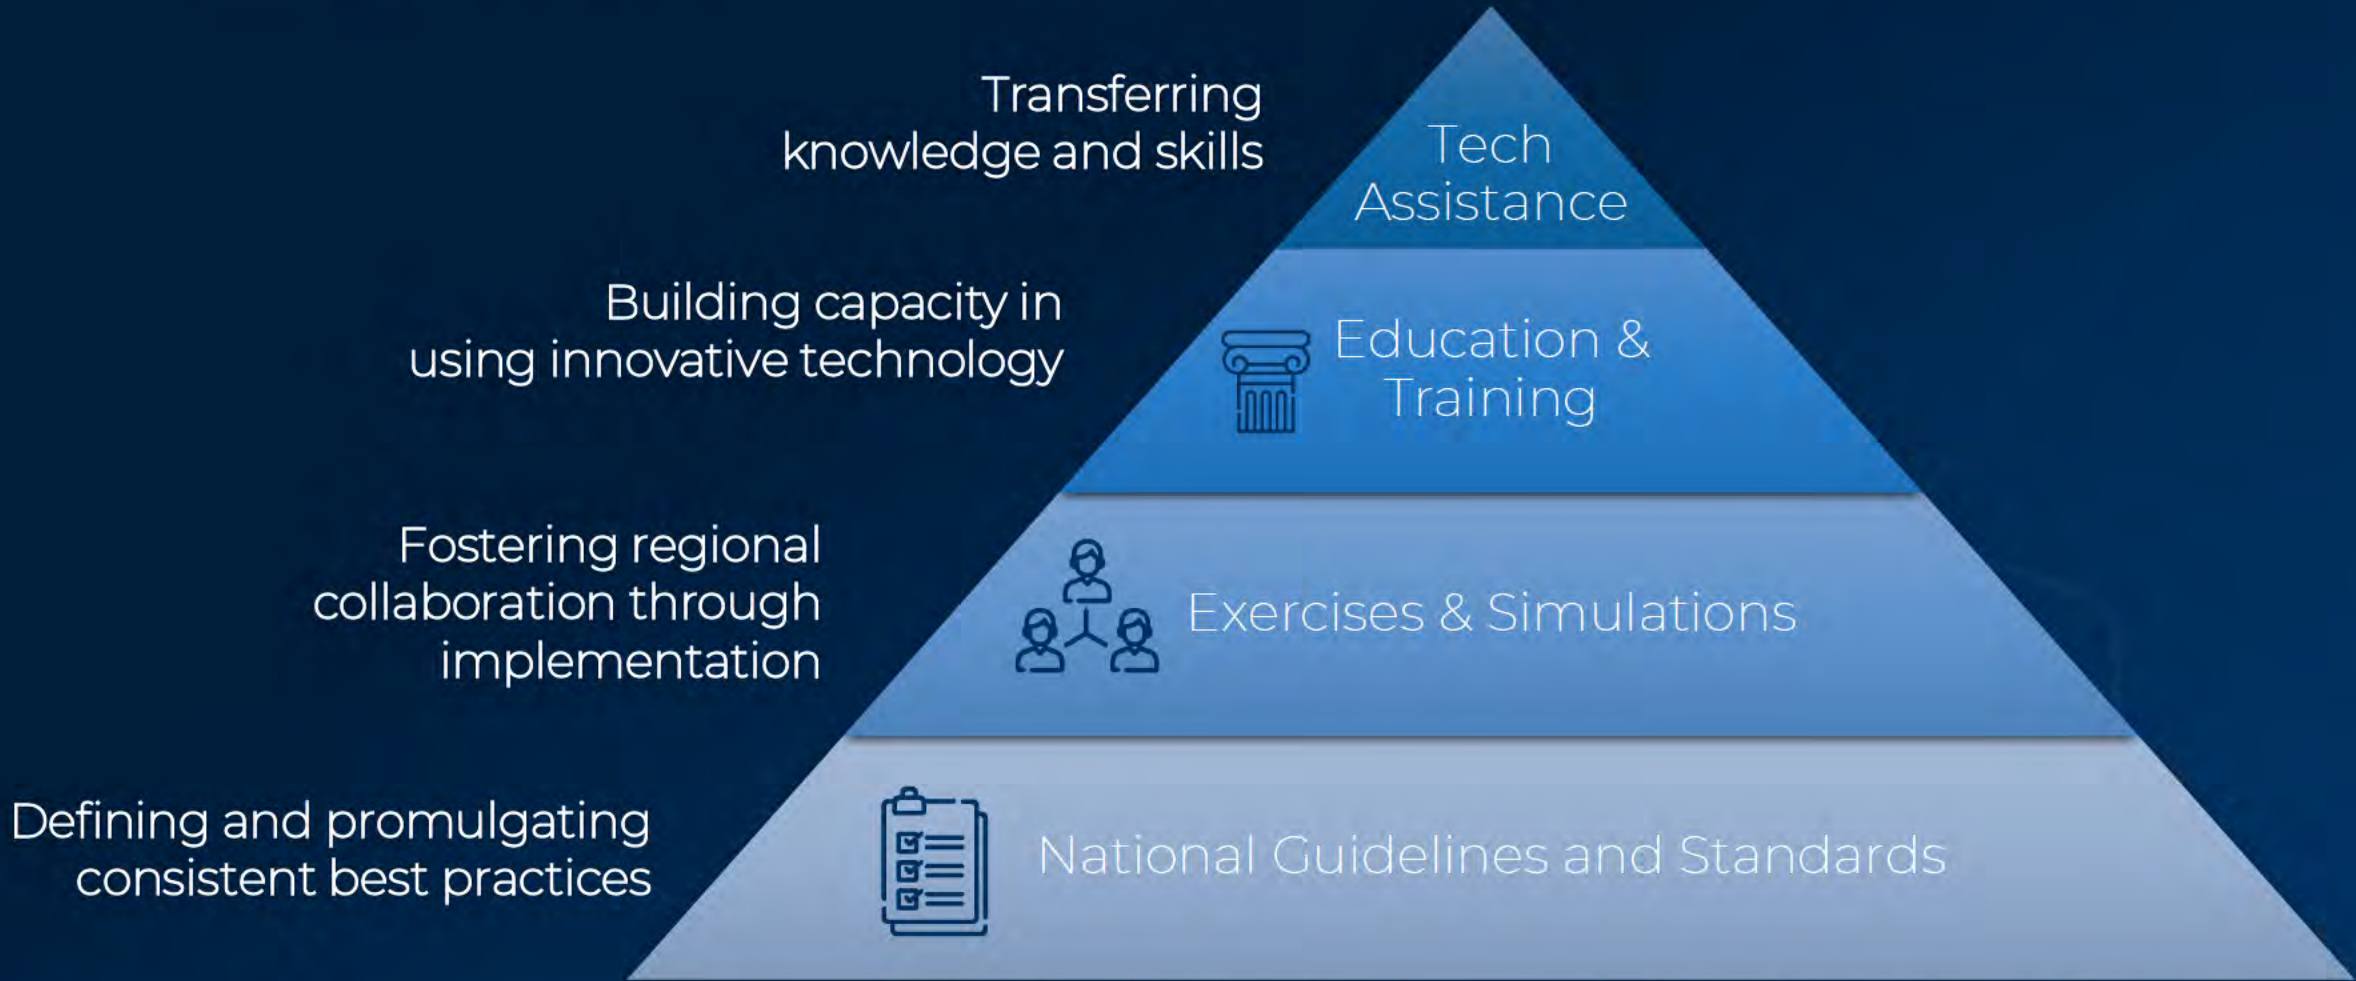 Transferring
knowledge and skills
Tech
Assistance
Building capacity in
using innovative technology
Education &
Training
Fostering regional
collaboration through
implementation
Exercises & Simulations
Defining and promulgating
consistent best practices
National Guidelines and Standards